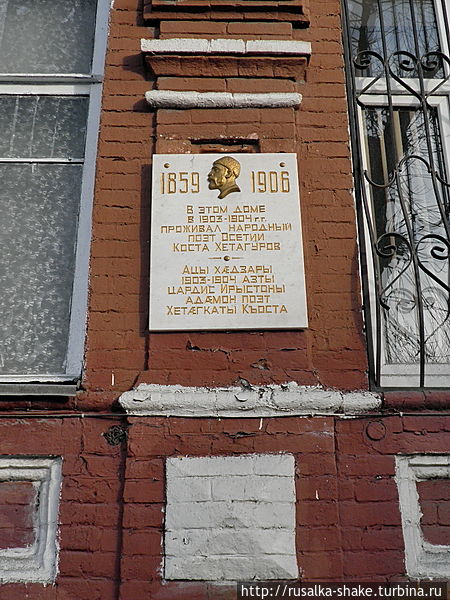 1859 1906
В ЭТОМ ДОМЕ
В 1903-1904 г.г.
ПРОЖИВАЛ НАРОДНЫЙ
ПОЭТ ОСЕТИИ
КОСТА ХЕТАГУРОВ
АЦЫ ХÆДЗАРЫ
1903-1904 АЗТЫ
ЦАРДИС ИРЫСТОНЫ
АДÆМОН ПОЭТ
ХЕТÆГКАТЫ КЪОСТА
© http://rusalka-shake.turbina.ru